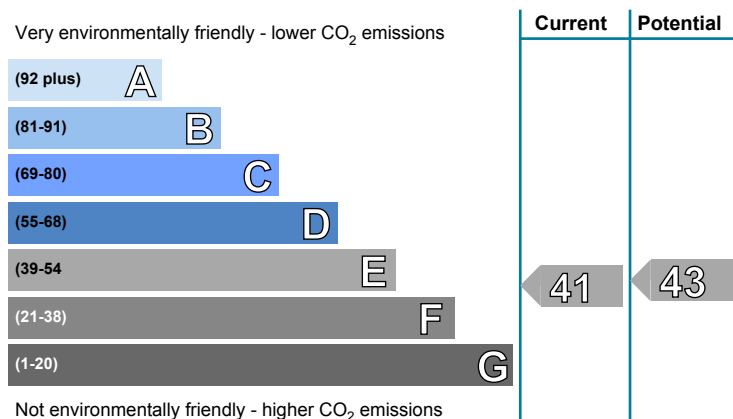 Current Potential
Very environmentally friendly - lower CO₂ emissions
(92 plus) A
(81-91) B
(69-80) C
(55-68) D
(39-54 E
41 43
(21-38) F
(1-20) G
Not environmentally friendly - higher CO₂ emissions